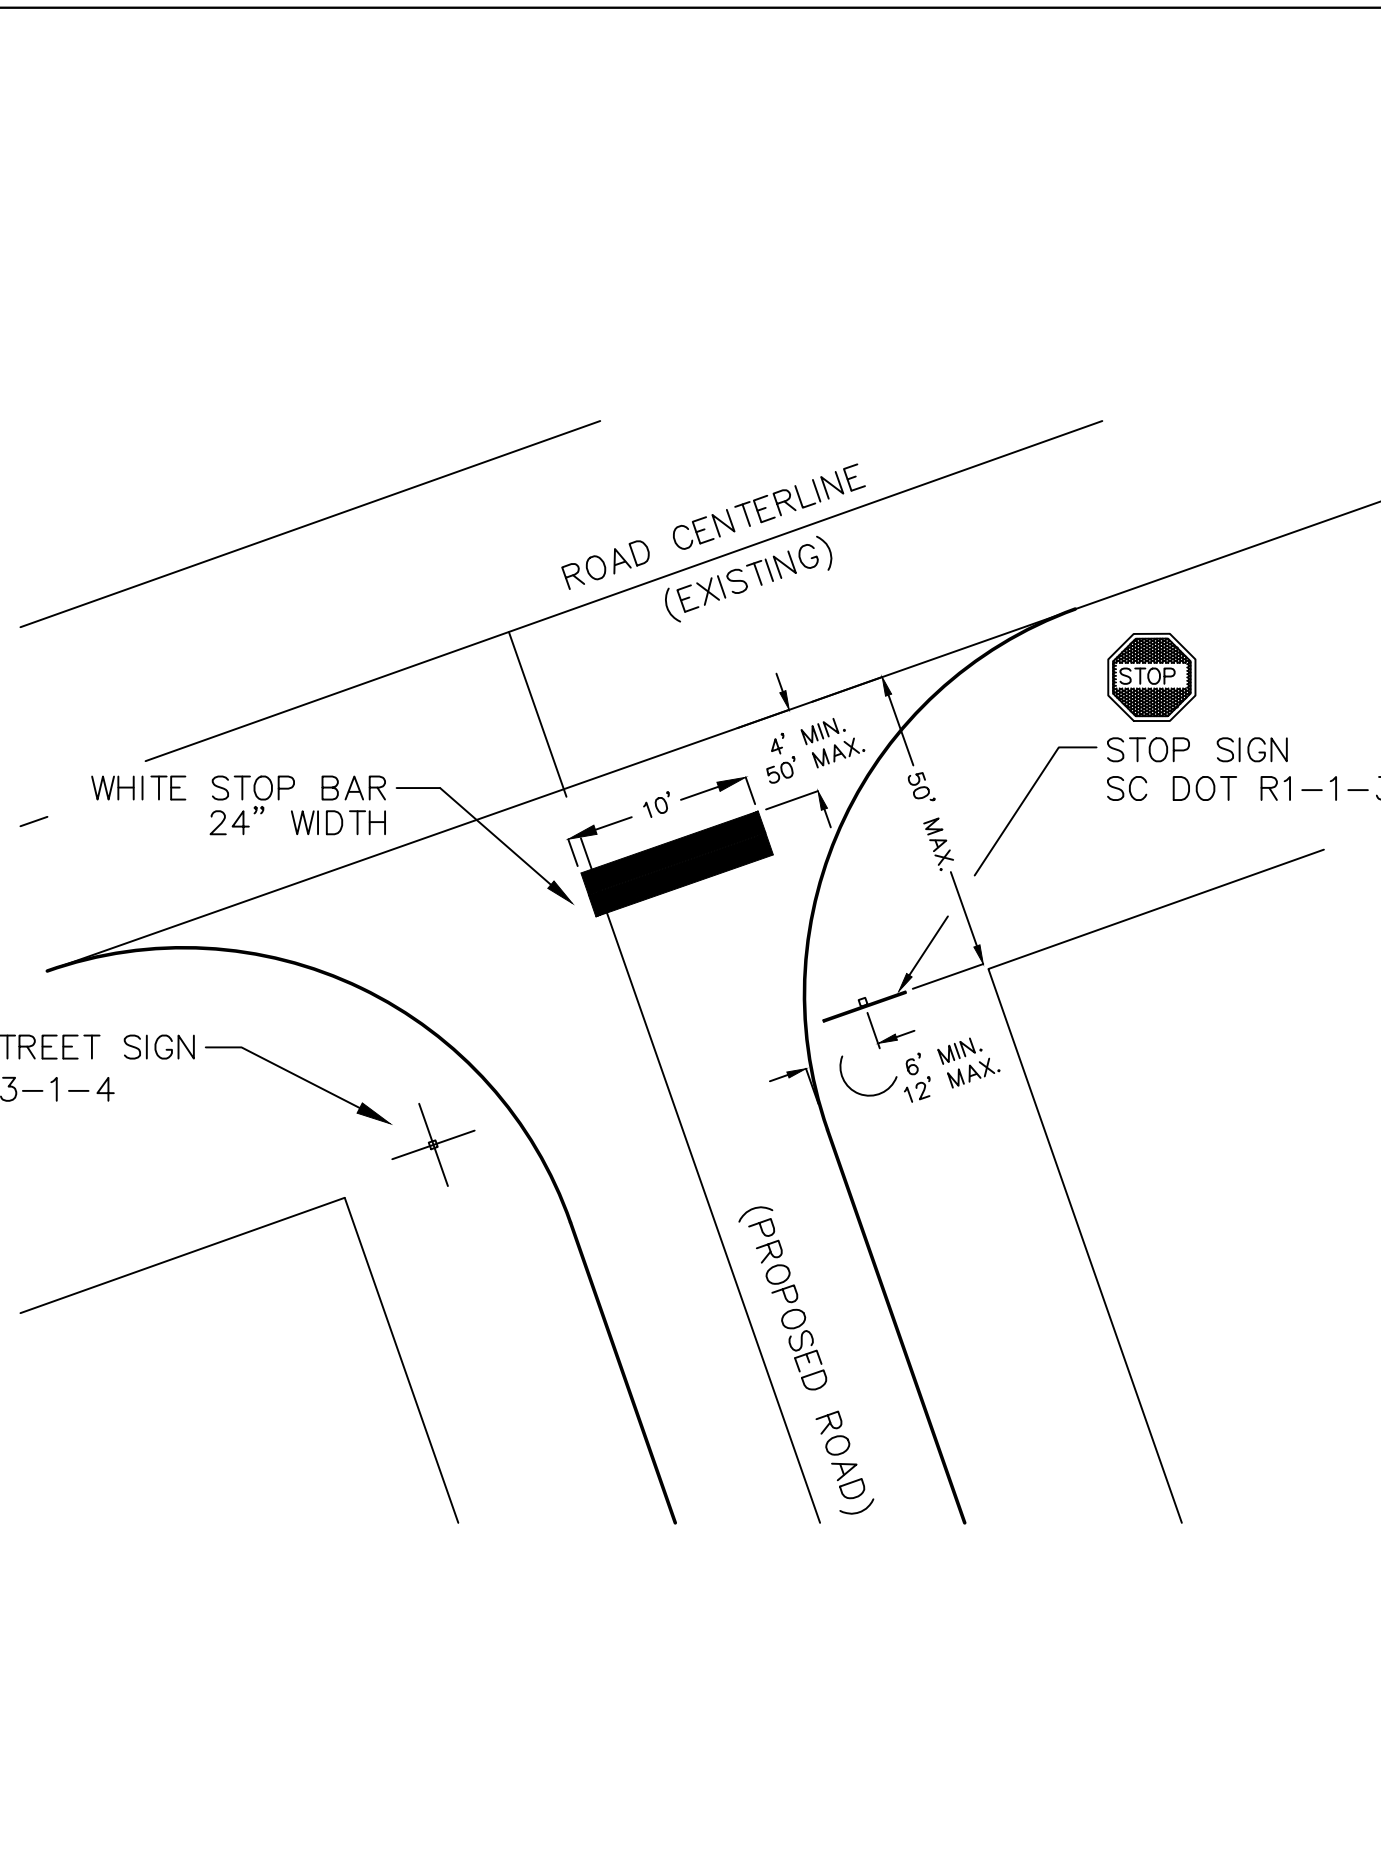 ROAD CENTERLINE
(EXISTING)
STOP
4' MIN.
50' MAX.
STOP SIGN
SC DOT R1-1-
WHITE STOP BAR
24" WIDTH
10'
50' MAX.
TREET SIGN
3-1-4
6' MIN.
12' MAX.
(PROPOSED ROAD)